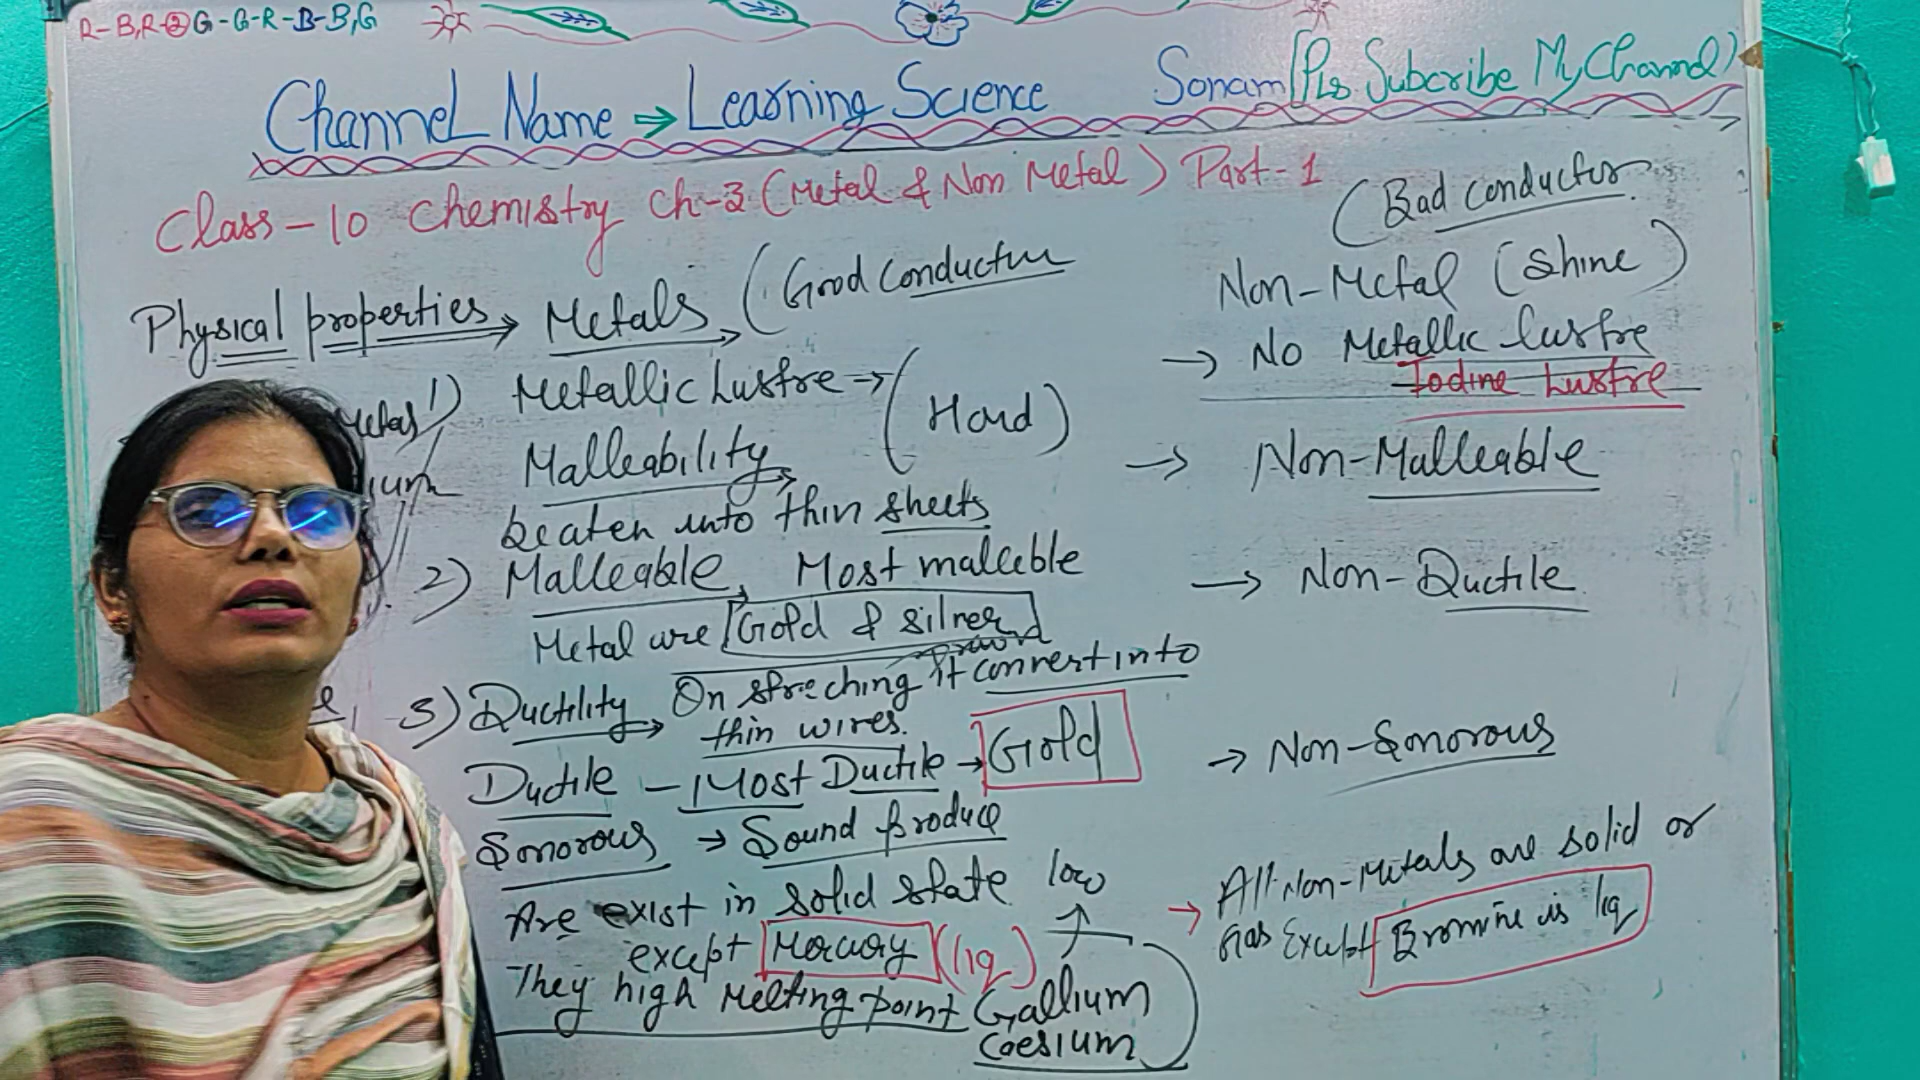 R-B,R-2G-G-R-B-B,G
Channel Name → Learning Science Sonam (Pls. Subcribe My Channel)
Class-10 Chemistry Ch-3 (Metal & Non Metal) Part-1
(Bad Conductor
Physical properties → Metals → (Good Conductor
Non-Metal (Shine)
1) Metallic Lustre → (Hard)
→ No Metallic lustre
Iodine Lustre
Malleability →
beaten into thin sheets
→ Non-Malleable
2) Malleable, Most malleble
Metal are Gold & Silver
→ Non-Ductile
3) Ductility → On streching it convert into
thin wires.
Ductile - Most Ductile → Gold
→ Non-Sonorous
Sonorous → Sound produce
Are exist in solid state
except Mercury (liq)
→ All Non-Metals are solid or
Gas Except Bromine is liq
They high Melting point Gallium
Coesium
low